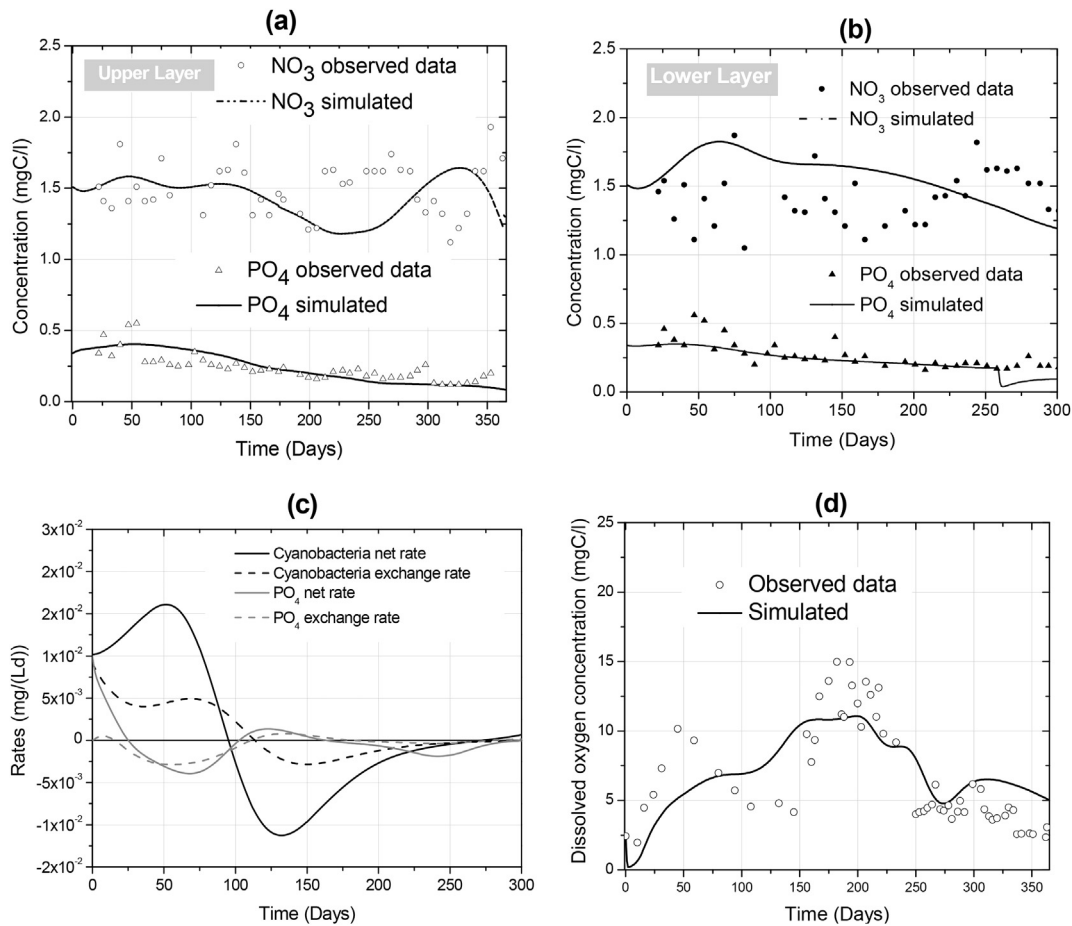 (a)
2.5
2.0
1.5
1.0
0.5
0.0
Concentration (mgC/l)
Upper Layer
NO3 observed data
NO3 simulated
PO4 observed data
PO4 simulated
0 50 100 150 200 250 300 350
Time (Days)
(b)
2.5
2.0
1.5
1.0
0.5
0.0
Concentration (mgC/l)
Lower Layer
NO3 observed data
NO3 simulated
PO4 observed data
PO4 simulated
0 50 100 150 200 250 300
Time (Days)
(c)
3x10-2
2x10-2
2x10-2
1x10-2
5x10-3
0
-5x10-3
-1x10-2
-2x10-2
Rates (mg/(Ld))
Cyanobacteria net rate
Cyanobacteria exchange rate
PO4 net rate
PO4 exchange rate
0 50 100 150 200 250 300
Time (Days)
(d)
25
20
15
10
5
0
Dissolved oxygen concentration (mgC/l)
Observed data
Simulated
0 50 100 150 200 250 300 350
Time (Days)